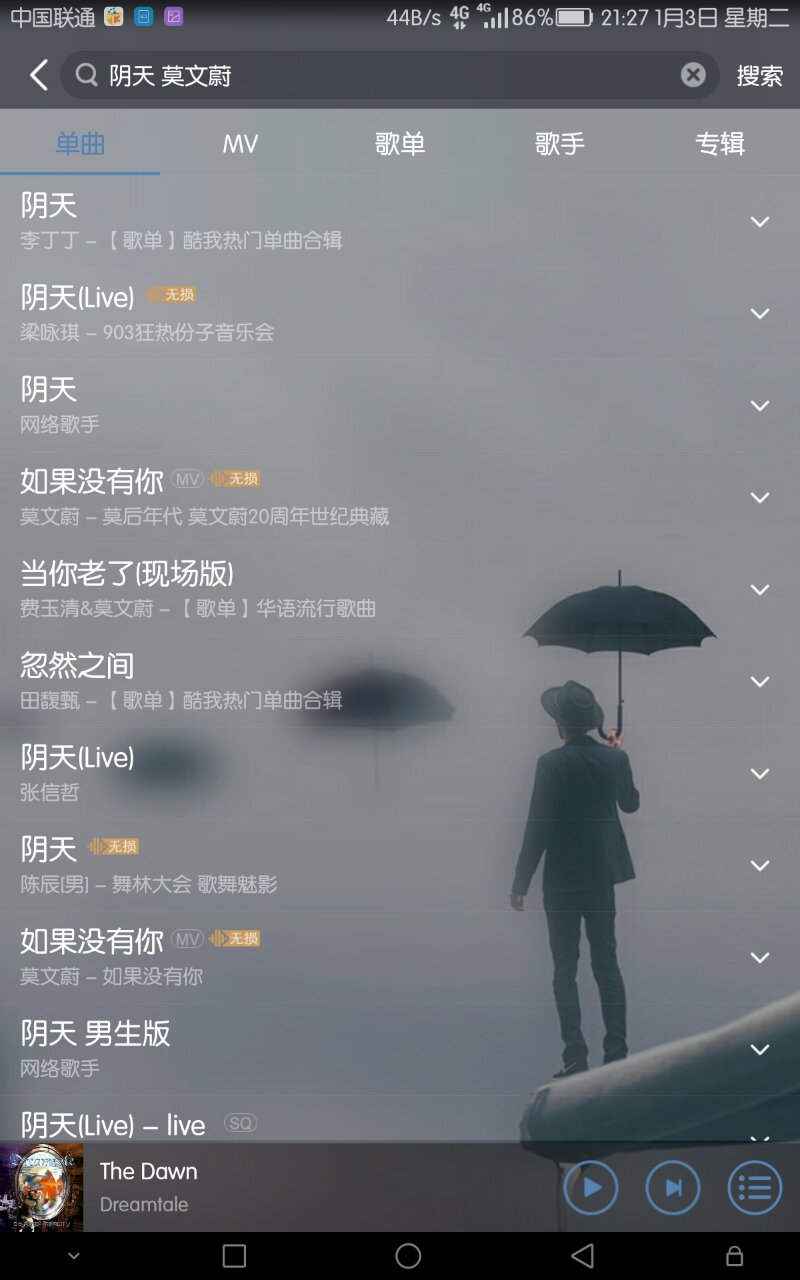 中国联通 44B/s 4G 4G 86% 21:27 1月3日 星期二
阴天 莫文蔚 搜索
单曲 MV 歌单 歌手 专辑
阴天
李丁丁 – 【歌单】酷我热门单曲合辑
阴天(Live) 无损
梁咏琪 – 903狂热份子音乐会
阴天
网络歌手
如果没有你 MV 无损
莫文蔚 – 莫后年代 莫文蔚20周年世纪典藏
当你老了(现场版)
费玉清&莫文蔚 – 【歌单】华语流行歌曲
忽然之间
田馥甄 – 【歌单】酷我热门单曲合辑
阴天(Live)
张信哲
阴天 无损
陈辰[男] – 舞林大会 歌舞魅影
如果没有你 MV 无损
莫文蔚 – 如果没有你
阴天 男生版
网络歌手
阴天(Live) – live SQ
The Dawn
Dreamtale